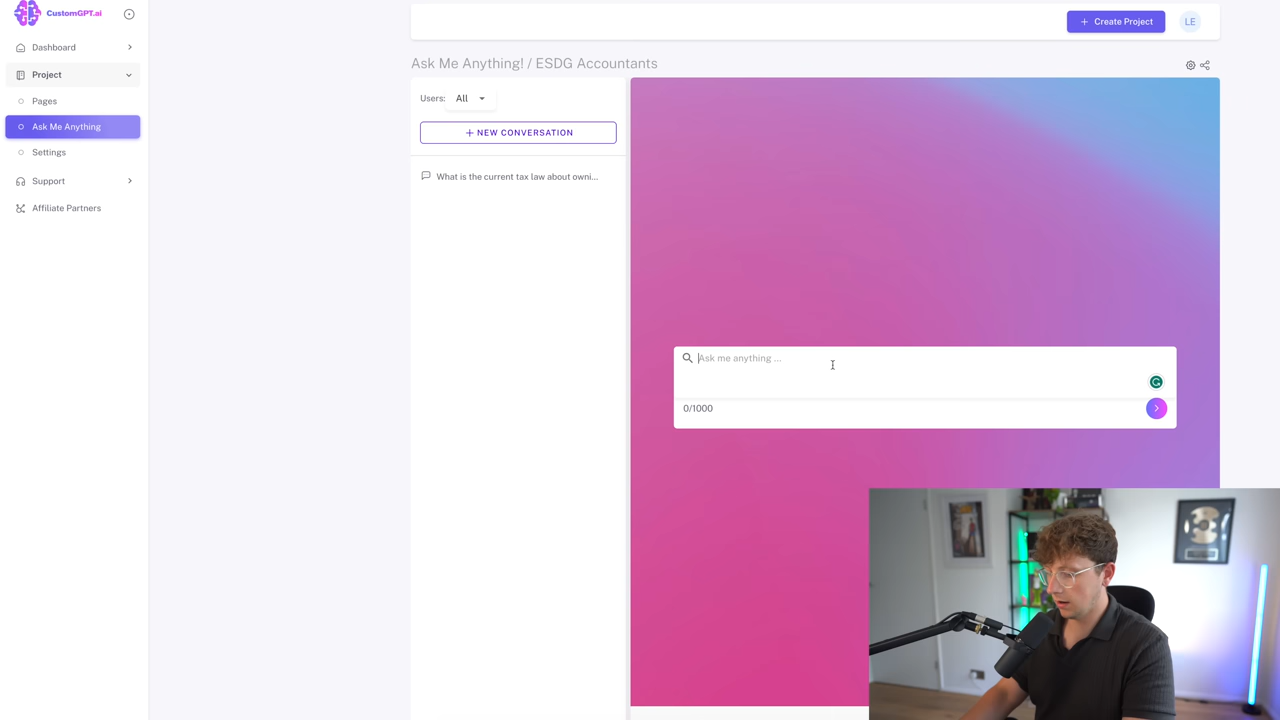 CustomGPT.ai
Dashboard
Project
Pages
Ask Me Anything
Settings
Support
Affiliate Partners
+ Create Project
LE
Ask Me Anything! / ESDG Accountants
Users: All
+ NEW CONVERSATION
What is the current tax law about owni...
Ask me anything ...
0/1000